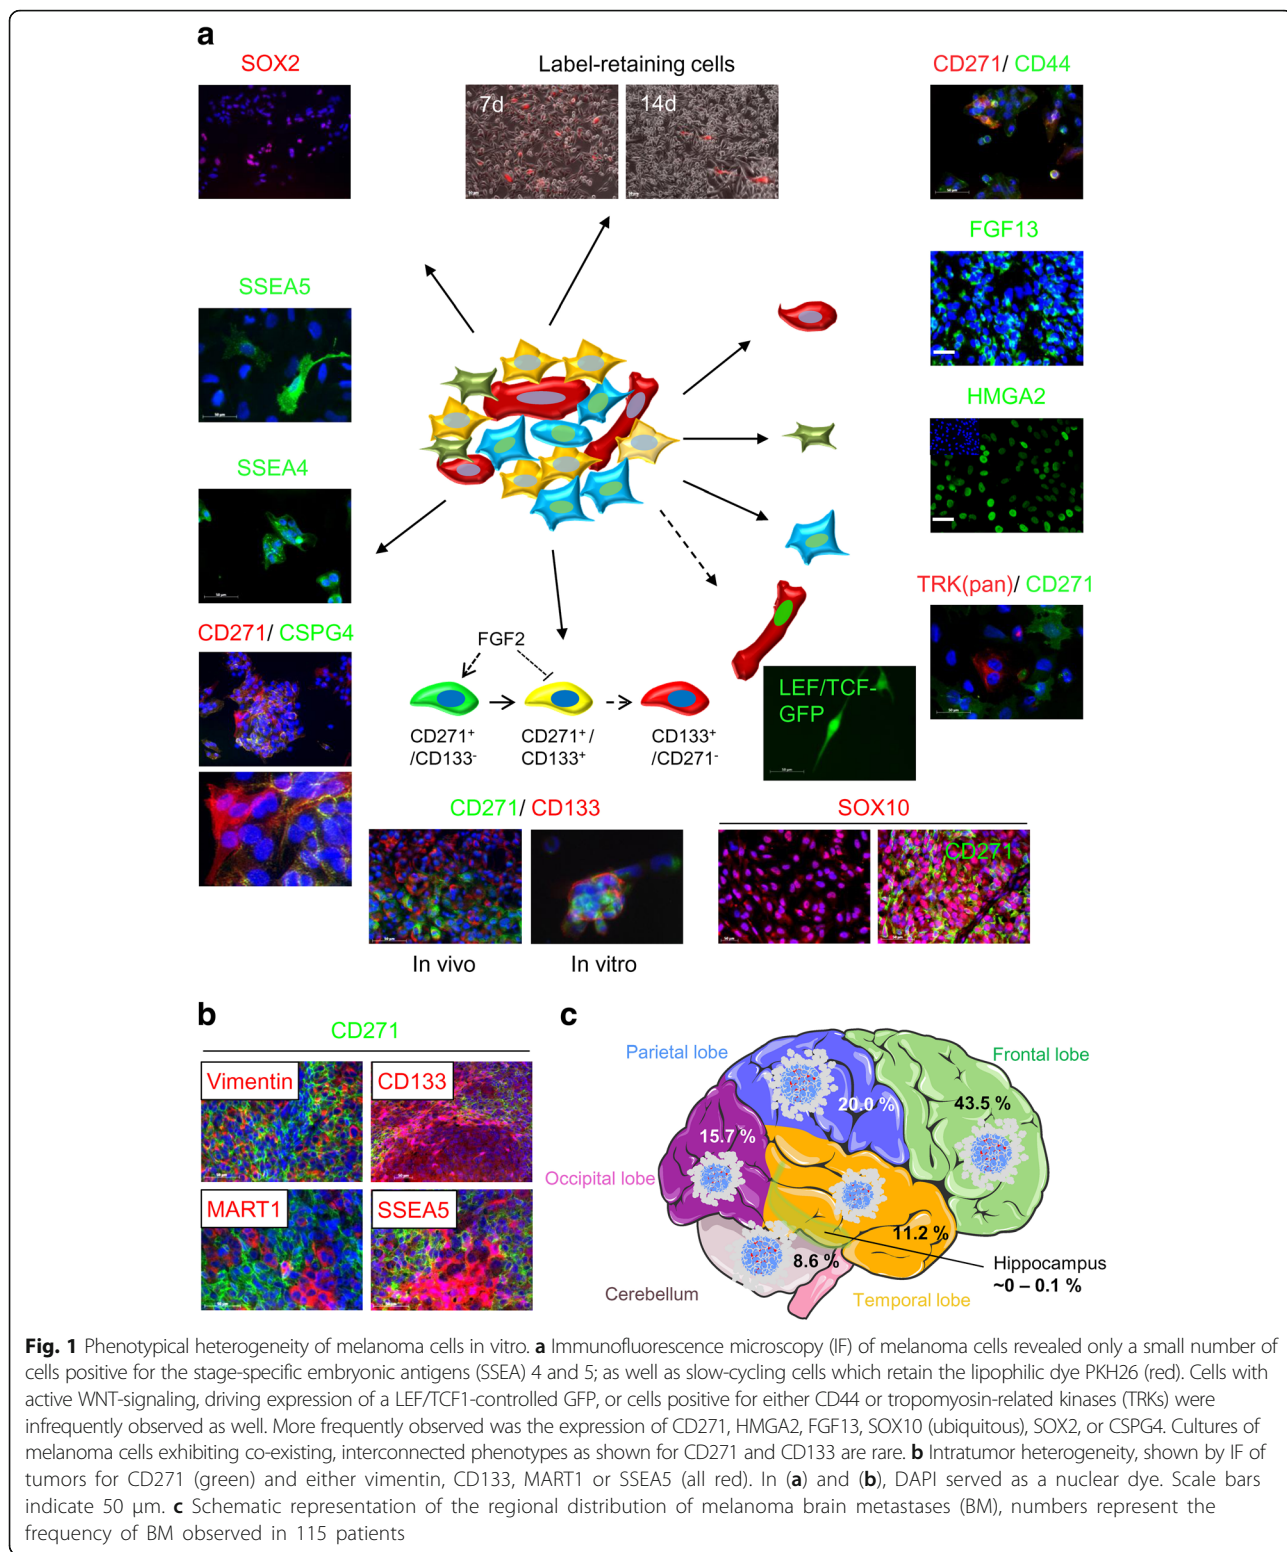 a
SOX2
Label-retaining cells
CD271/ CD44
7d
14d
FGF13
SSEA5
HMGA2
SSEA4
TRK(pan)/ CD271
CD271/ CSPG4
FGF2
LEF/TCF-
GFP
CD271⁺
/CD133⁻
CD271⁺/
CD133⁺
CD133⁺
/CD271⁻
CD271/ CD133
SOX10
CD271
In vivo
In vitro
b
CD271
Vimentin
CD133
MART1
SSEA5
c
Parietal lobe
Frontal lobe
20.0 %
43.5 %
15.7 %
Occipital lobe
11.2 %
8.6 %
Hippocampus
~0 – 0.1 %
Cerebellum
Temporal lobe
Fig. 1 Phenotypical heterogeneity of melanoma cells in vitro. a Immunofluorescence microscopy (IF) of melanoma cells revealed only a small number of
cells positive for the stage-specific embryonic antigens (SSEA) 4 and 5; as well as slow-cycling cells which retain the lipophilic dye PKH26 (red). Cells with
active WNT-signaling, driving expression of a LEF/TCF1-controlled GFP, or cells positive for either CD44 or tropomyosin-related kinases (TRKs) were
infrequently observed as well. More frequently observed was the expression of CD271, HMGA2, FGF13, SOX10 (ubiquitous), SOX2, or CSPG4. Cultures of
melanoma cells exhibiting co-existing, interconnected phenotypes as shown for CD271 and CD133 are rare. b Intratumor heterogeneity, shown by IF of
tumors for CD271 (green) and either vimentin, CD133, MART1 or SSEA5 (all red). In (a) and (b), DAPI served as a nuclear dye. Scale bars
indicate 50 μm. c Schematic representation of the regional distribution of melanoma brain metastases (BM), numbers represent the
frequency of BM observed in 115 patients